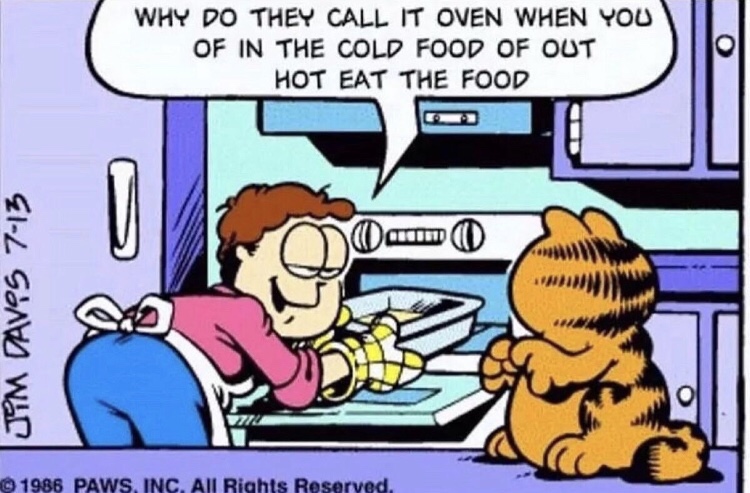 WHY DO THEY CALL IT OVEN WHEN YOU
OF IN THE COLD FOOD OF OUT
HOT EAT THE FOOD
JIM DAVIS 7-13
© 1986 PAWS, INC. All Rights Reserved.